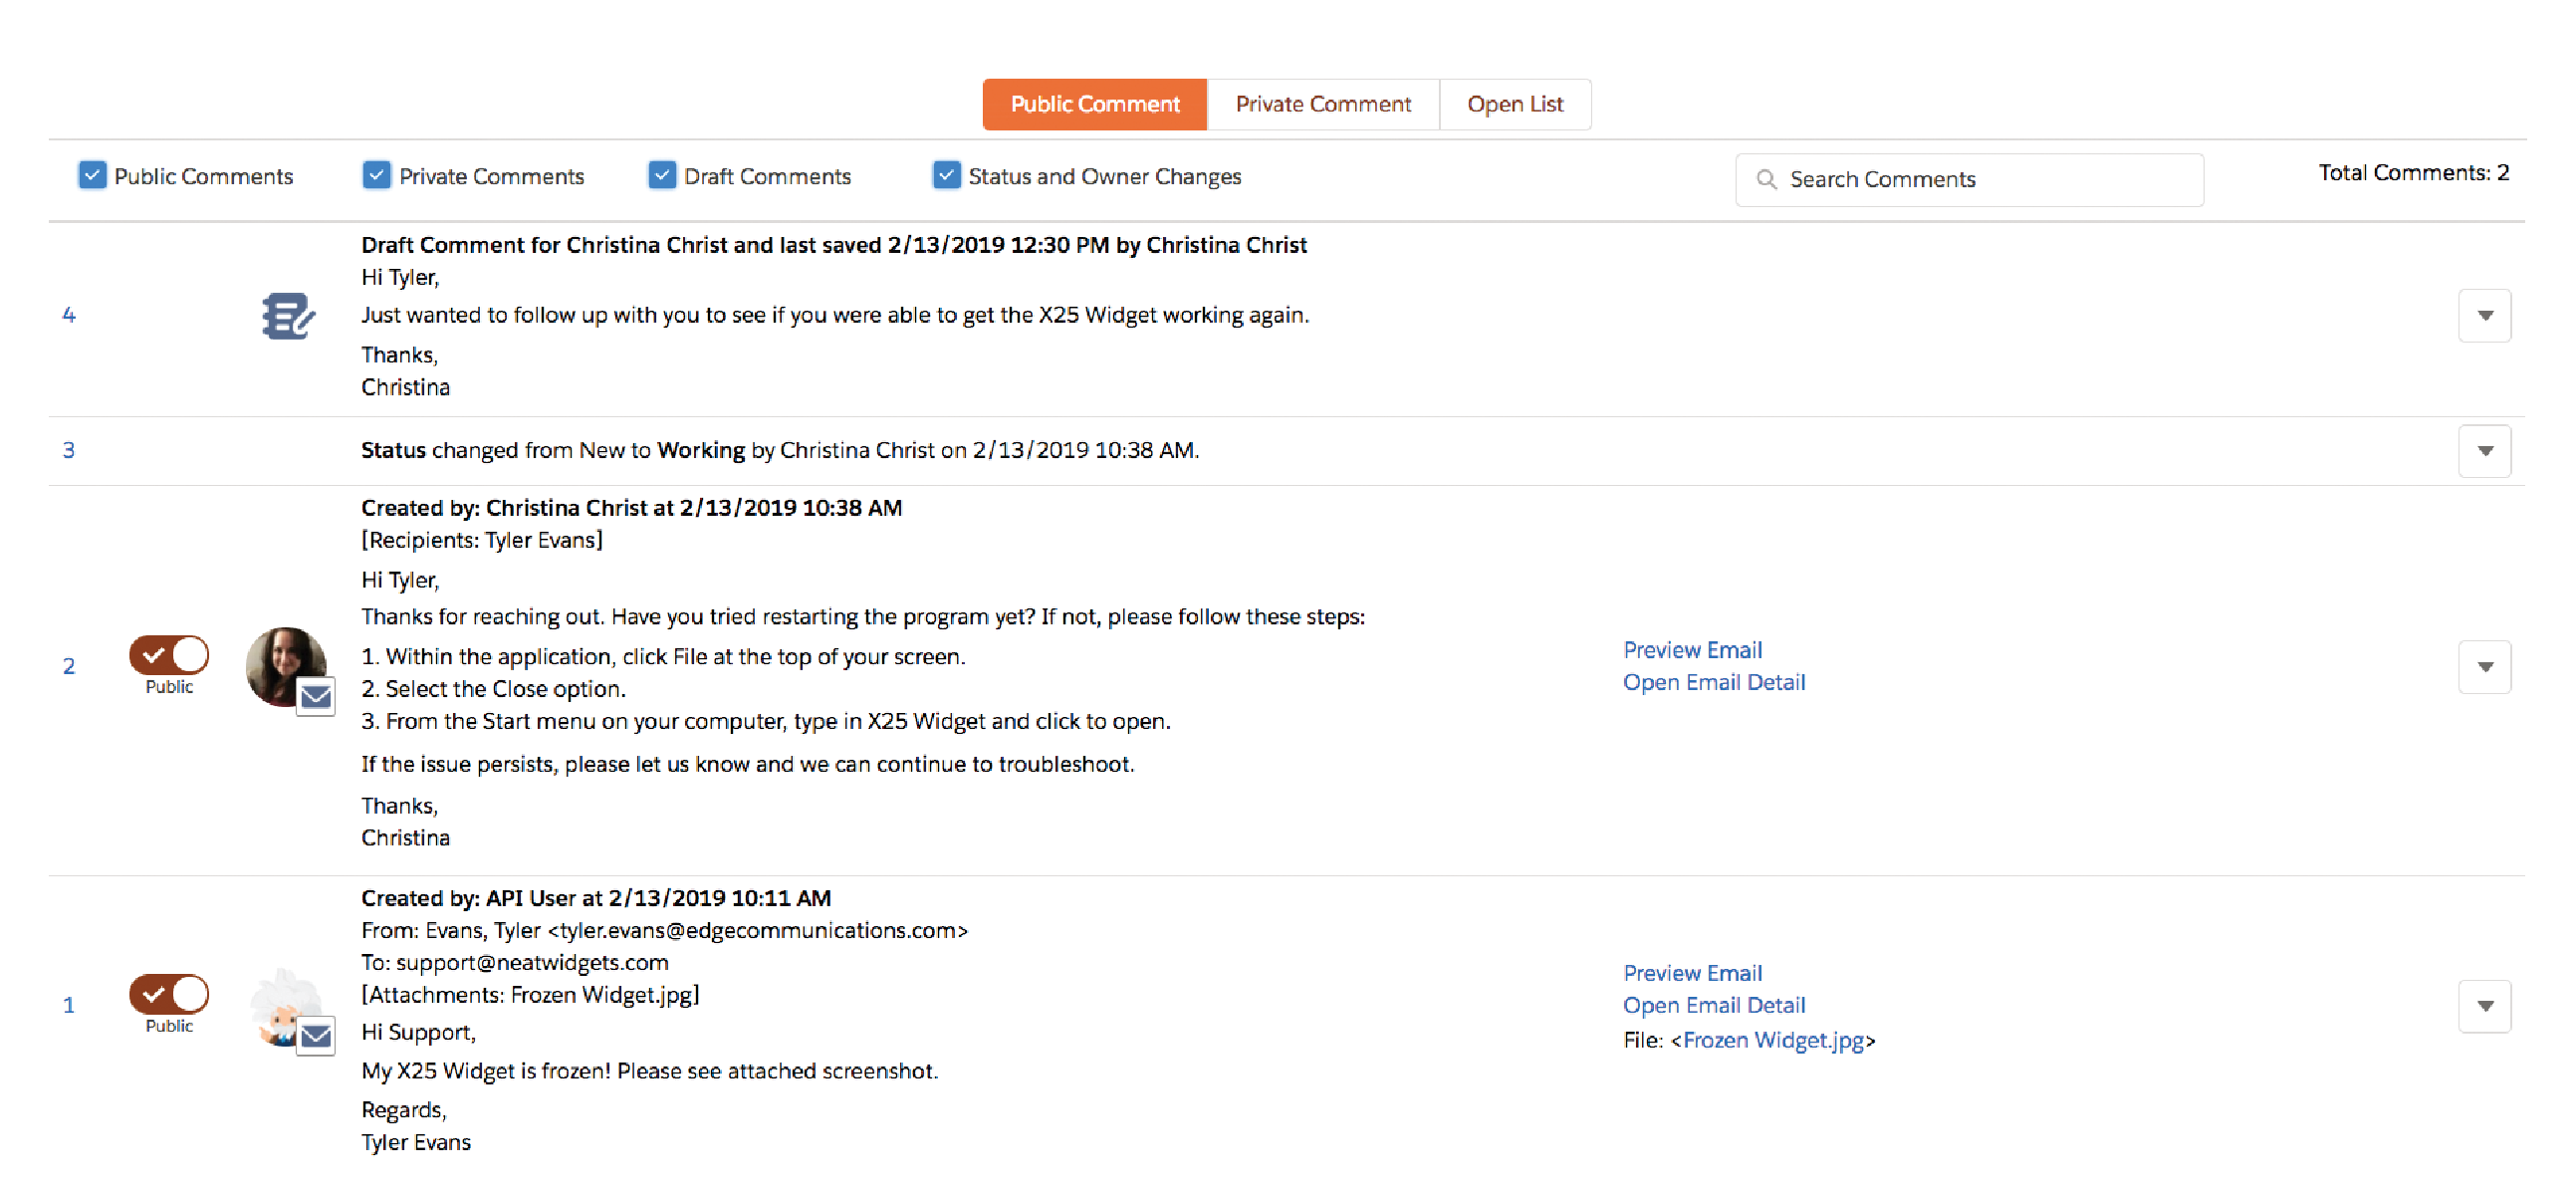 Public Comment
Private Comment
Open List
Public Comments
Private Comments
Draft Comments
Status and Owner Changes
Search Comments
Total Comments: 2
4
Draft Comment for Christina Christ and last saved 2/13/2019 12:30 PM by Christina Christ
Hi Tyler,
Just wanted to follow up with you to see if you were able to get the X25 Widget working again.
Thanks,
Christina
3
Status changed from New to Working by Christina Christ on 2/13/2019 10:38 AM.
2
Public
Created by: Christina Christ at 2/13/2019 10:38 AM
[Recipients: Tyler Evans]
Hi Tyler,
Thanks for reaching out. Have you tried restarting the program yet? If not, please follow these steps:
1. Within the application, click File at the top of your screen.
2. Select the Close option.
3. From the Start menu on your computer, type in X25 Widget and click to open.
If the issue persists, please let us know and we can continue to troubleshoot.
Thanks,
Christina
Preview Email
Open Email Detail
1
Public
Created by: API User at 2/13/2019 10:11 AM
From: Evans, Tyler <tyler.evans@edgecommunications.com>
To: support@neatwidgets.com
[Attachments: Frozen Widget.jpg]
Hi Support,
My X25 Widget is frozen! Please see attached screenshot.
Regards,
Tyler Evans
Preview Email
Open Email Detail
File: <Frozen Widget.jpg>